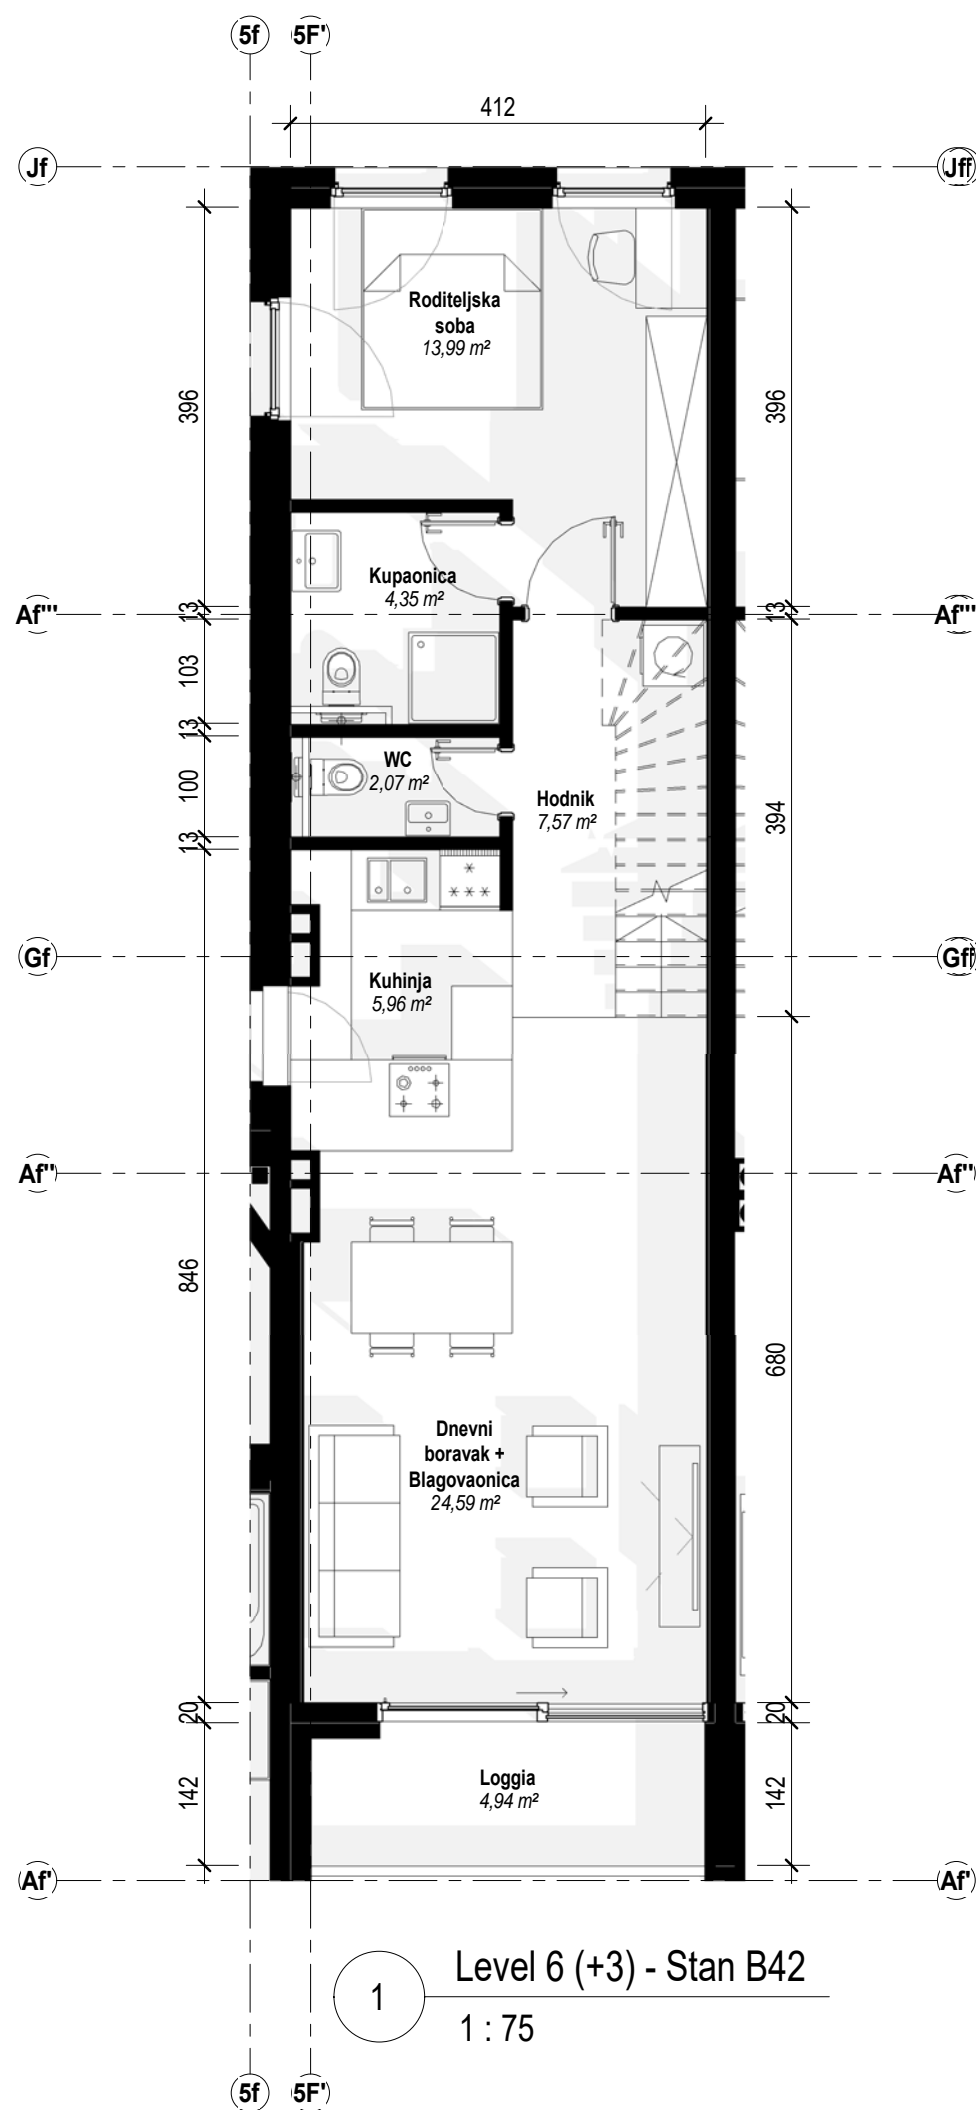 5f 5F'
412
Jf Jff
Roditeljska
soba
13,99 m²
396 396
Kupaonica
4,35 m²
Af''' 13 13 Af'''
103
13
WC
2,07 m²
100
Hodnik
7,57 m²
394
13
Gf
Kuhinja
5,96 m²
Af'' Af''
846
680
Dnevni
boravak +
Blagovaonica
24,59 m²
20 20
Loggia
4,94 m²
142 142
Af' Af'
1 Level 6 (+3) - Stan B42
1 : 75
5f 5F'